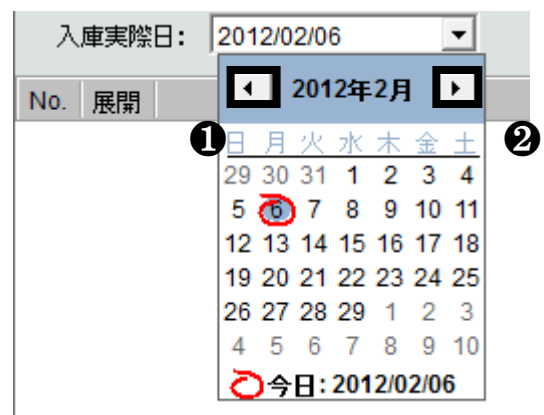 入庫実際日: 2012/02/06
2012年2月
No. 展開
❶ 日 月 火 水 木 金 土 ❷
29 30 31 1 2 3 4
5 6 7 8 9 10 11
12 13 14 15 16 17 18
19 20 21 22 23 24 25
26 27 28 29 1 2 3
4 5 6 7 8 9 10
今日: 2012/02/06